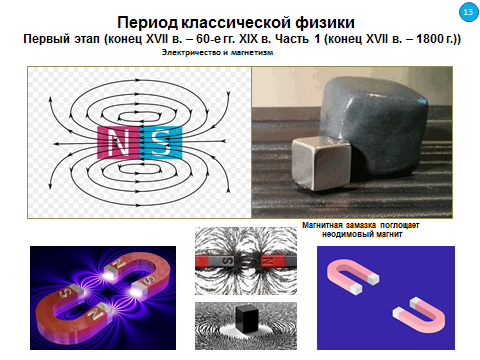 13
Период классической физики
Первый этап (конец XVII в. – 60-е гг. XIX в. Часть 1 (конец XVII в. – 1800 г.))
Электричество и магнетизм
N S
Магнитная замазка поглощает
неодимовый магнит
S
N
N
S
S
N